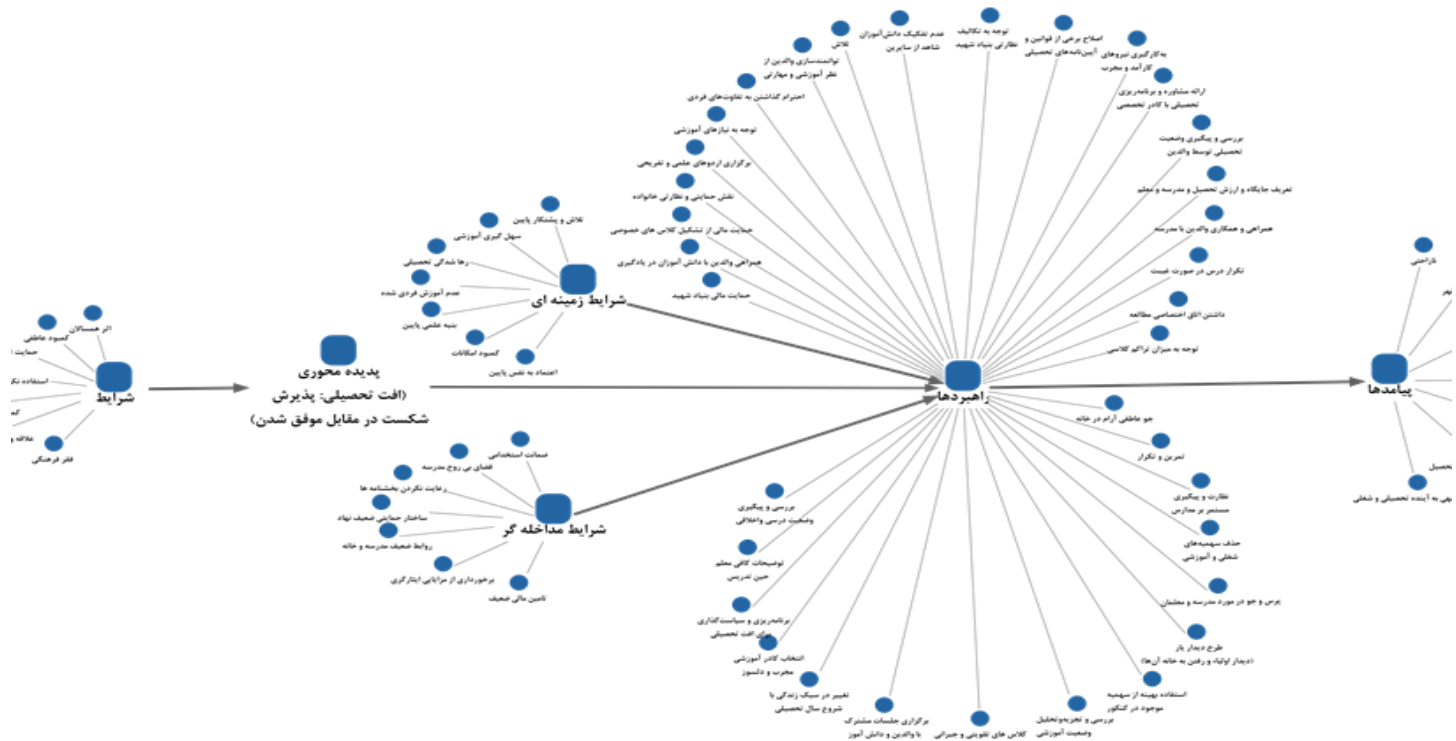 اثر همسالان
کمبود عاطفی
حمایت
استفاده
علاقه و
فقر فرهنگی
شرایط
پدیده محوری
(افت تحصیلی: پذیرش
شکست در مقابل موفق شدن)
تلاش و پشتکار پایین
سهل گیری آموزشی
رها شدگی تحصیلی
عدم آموزش فردی شده
بنیه علمی پایین
کمبود امکانات
اعتماد به نفس پایین
شرایط زمینه ای
ضمانت استخدامی
فضای بی روح مدرسه
رعایت نکردن بخشنامه ها
ساختار حمایتی ضعیف نهاد
روابط ضعیف مدرسه و خانه
برخورداری از مزایایی ایثارگری
تامین مالی ضعیف
شرایط مداخله گر
به‌کارگیری نیروهای
کارآمد و مجرب
اصلاح برخی از قوانین و
آیین‌نامه‌های تحصیلی
توجه به تکالیف
نظارتی بنیاد شهید
عدم تفکیک دانش‌آموزان
شاهد از سایرین
تلاش
توانمندسازی والدین از
نظر آموزشی و مهارتی
احترام گذاشتن به تفاوت‌های فردی
توجه به نیازهای آموزشی
برگزاری اردوهای علمی و تفریحی
نقش حمایتی و نظارتی خانواده
حمایت مالی از تشکیل کلاس های خصوصی
همراهی والدین با دانش آموزان در یادگیری
حمایت مالی بنیاد شهید
ارائه مشاوره و برنامه‌ریزی
تحصیلی با کادر تخصصی
بررسی و پیگیری وضعیت
تحصیلی توسط والدین
تعریف جایگاه و ارزش تحصیل و مدرسه و معلم
همراهی و همکاری والدین با مدرسه
تکرار درس در صورت غیبت
داشتن اتاق اختصاصی مطالعه
توجه به میزان تراکم کلاسی
راهبردها
جو عاطفی آرام در خانه
تمرین و تکرار
نظارت و پیگیری
مستمر بر مدارس
حذف سهمیه‌های
شغلی و آموزشی
پرس و جو در مورد مدرسه و معلمان
طرح دیدار یار
(دیدار اولیاء و رفتن به خانه آن‌ها)
استفاده بهینه از سهمیه
موجود در کنکور
بررسی و تجزیه‌وتحلیل
وضعیت آموزشی
کلاس های تقویتی و جبرانی
برگزاری جلسات مشترک
با والدین و دانش آموز
تغییر در سبک زندگی با
شروع سال تحصیلی
انتخاب کادر آموزشی
مجرب و دلسوز
برنامه‌ریزی و سیاست‌گذاری
برای افت تحصیلی
توضیحات کافی معلم
حین تدریس
بررسی و پیگیری
وضعیت درسی واخلاقی
پیامدها
ناراحتی
تحصیل
به آینده تحصیلی و شغلی